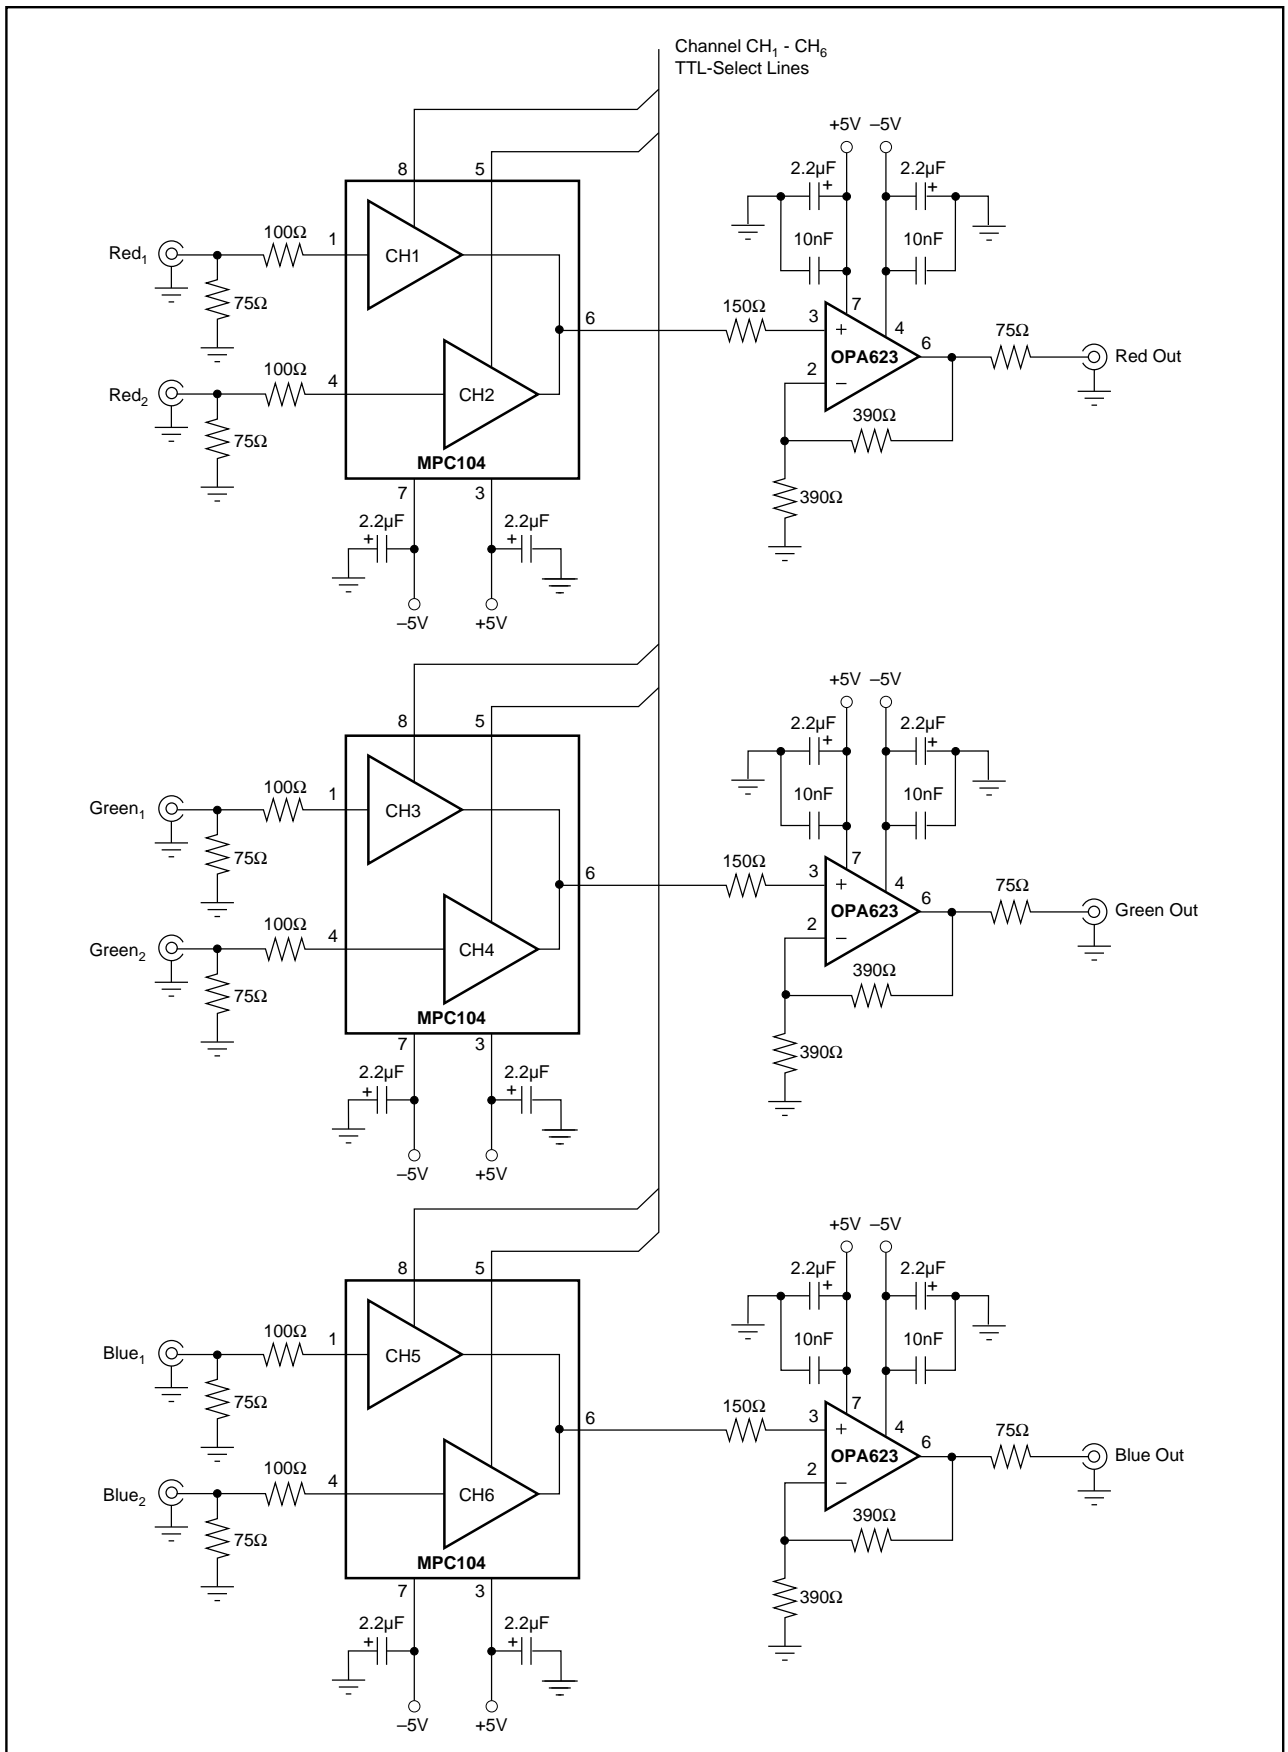 Channel CH1 - CH6
TTL-Select Lines
+5V –5V
2.2µF + 2.2µF +
10nF 10nF
8 5
Red1 100Ω 1 CH1
75Ω
6 150Ω 3 + 7 4 6 75Ω Red Out
OPA623
2 –
Red2 100Ω 4 CH2
75Ω
390Ω
MPC104
390Ω
7 3
2.2µF + 2.2µF +
–5V +5V
+5V –5V
2.2µF + 2.2µF +
10nF 10nF
8 5
Green1 100Ω 1 CH3
75Ω
6 150Ω 3 + 7 4 6 75Ω Green Out
OPA623
2 –
Green2 100Ω 4 CH4
75Ω
390Ω
MPC104
390Ω
7 3
2.2µF + 2.2µF +
–5V +5V
+5V –5V
2.2µF + 2.2µF +
10nF 10nF
8 5
Blue1 100Ω 1 CH5
75Ω
6 150Ω 3 + 7 4 6 75Ω Blue Out
OPA623
2 –
Blue2 100Ω 4 CH6
75Ω
390Ω
MPC104
390Ω
7 3
2.2µF + 2.2µF +
–5V +5V